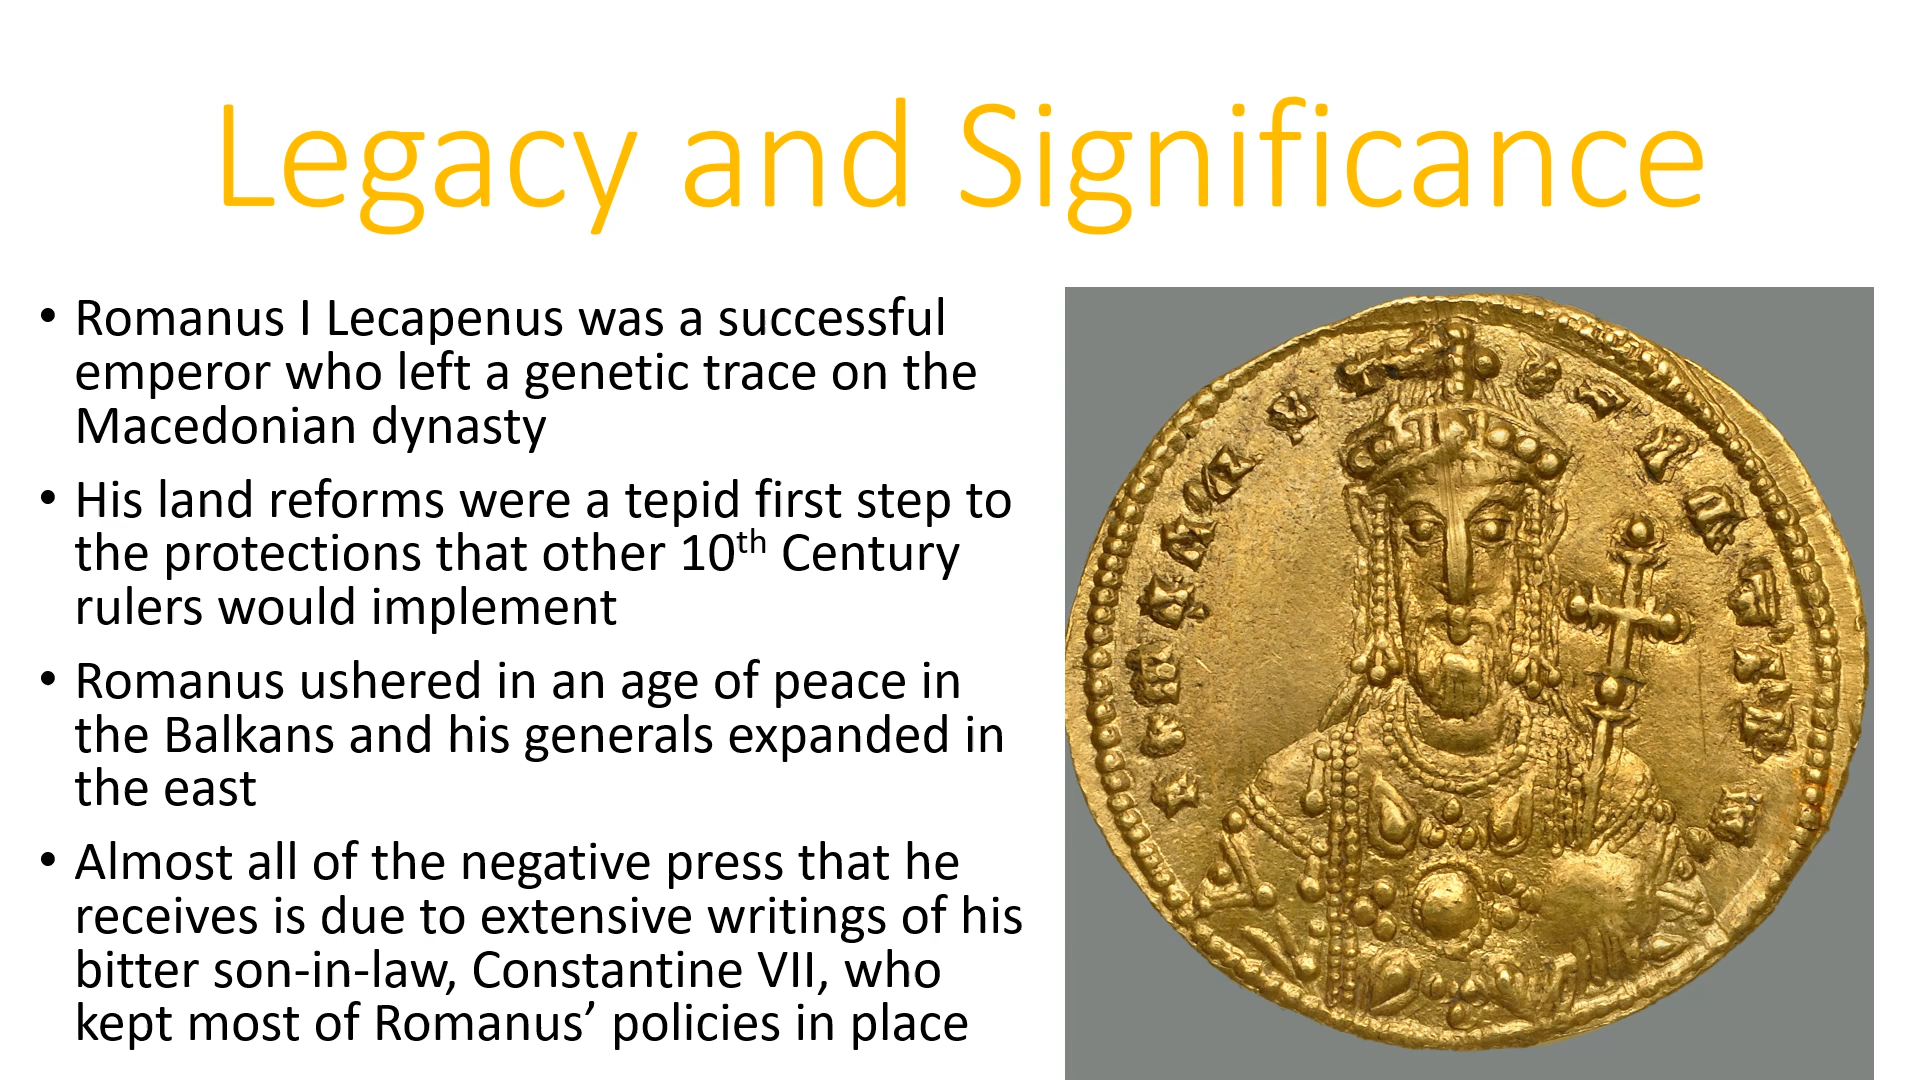 Legacy and Significance
• Romanus I Lecapenus was a successful
emperor who left a genetic trace on the
Macedonian dynasty
• His land reforms were a tepid first step to
the protections that other 10th Century
rulers would implement
• Romanus ushered in an age of peace in
the Balkans and his generals expanded in
the east
• Almost all of the negative press that he
receives is due to extensive writings of his
bitter son-in-law, Constantine VII, who
kept most of Romanus’ policies in place